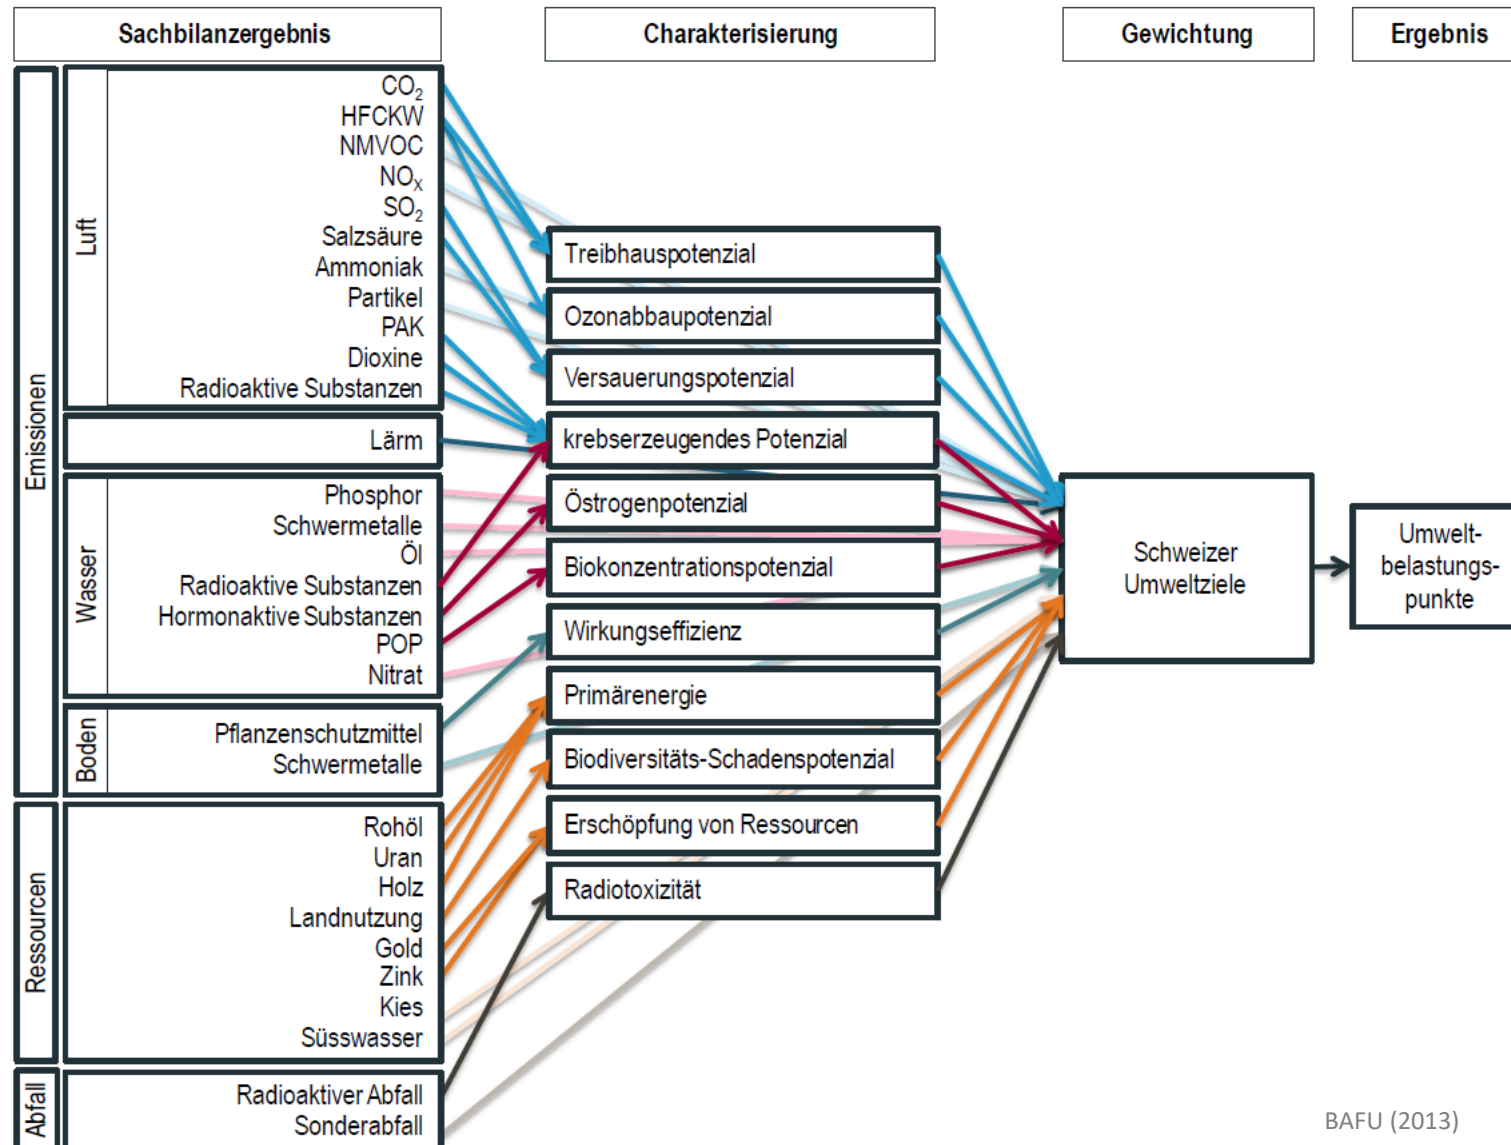 Sachbilanzergebnis
Charakterisierung
Gewichtung
Ergebnis
Emissionen
Luft
CO₂
HFCKW
NMVOC
NOₓ
SO₂
Salzsäure
Ammoniak
Partikel
PAK
Dioxine
Radioaktive Substanzen
Lärm
Wasser
Phosphor
Schwermetalle
Öl
Radioaktive Substanzen
Hormonaktive Substanzen
POP
Nitrat
Boden
Pflanzenschutzmittel
Schwermetalle
Ressourcen
Rohöl
Uran
Holz
Landnutzung
Gold
Zink
Kies
Süsswasser
Abfall
Radioaktiver Abfall
Sonderabfall
Treibhauspotenzial
Ozonabbaupotenzial
Versauerungspotenzial
krebserzeugendes Potenzial
Östrogenpotenzial
Biokonzentrationspotenzial
Wirkungseffizienz
Primärenergie
Biodiversitäts-Schadenspotenzial
Erschöpfung von Ressourcen
Radiotoxizität
Schweizer
Umweltziele
Umwelt-
belastungs-
punkte
BAFU (2013)